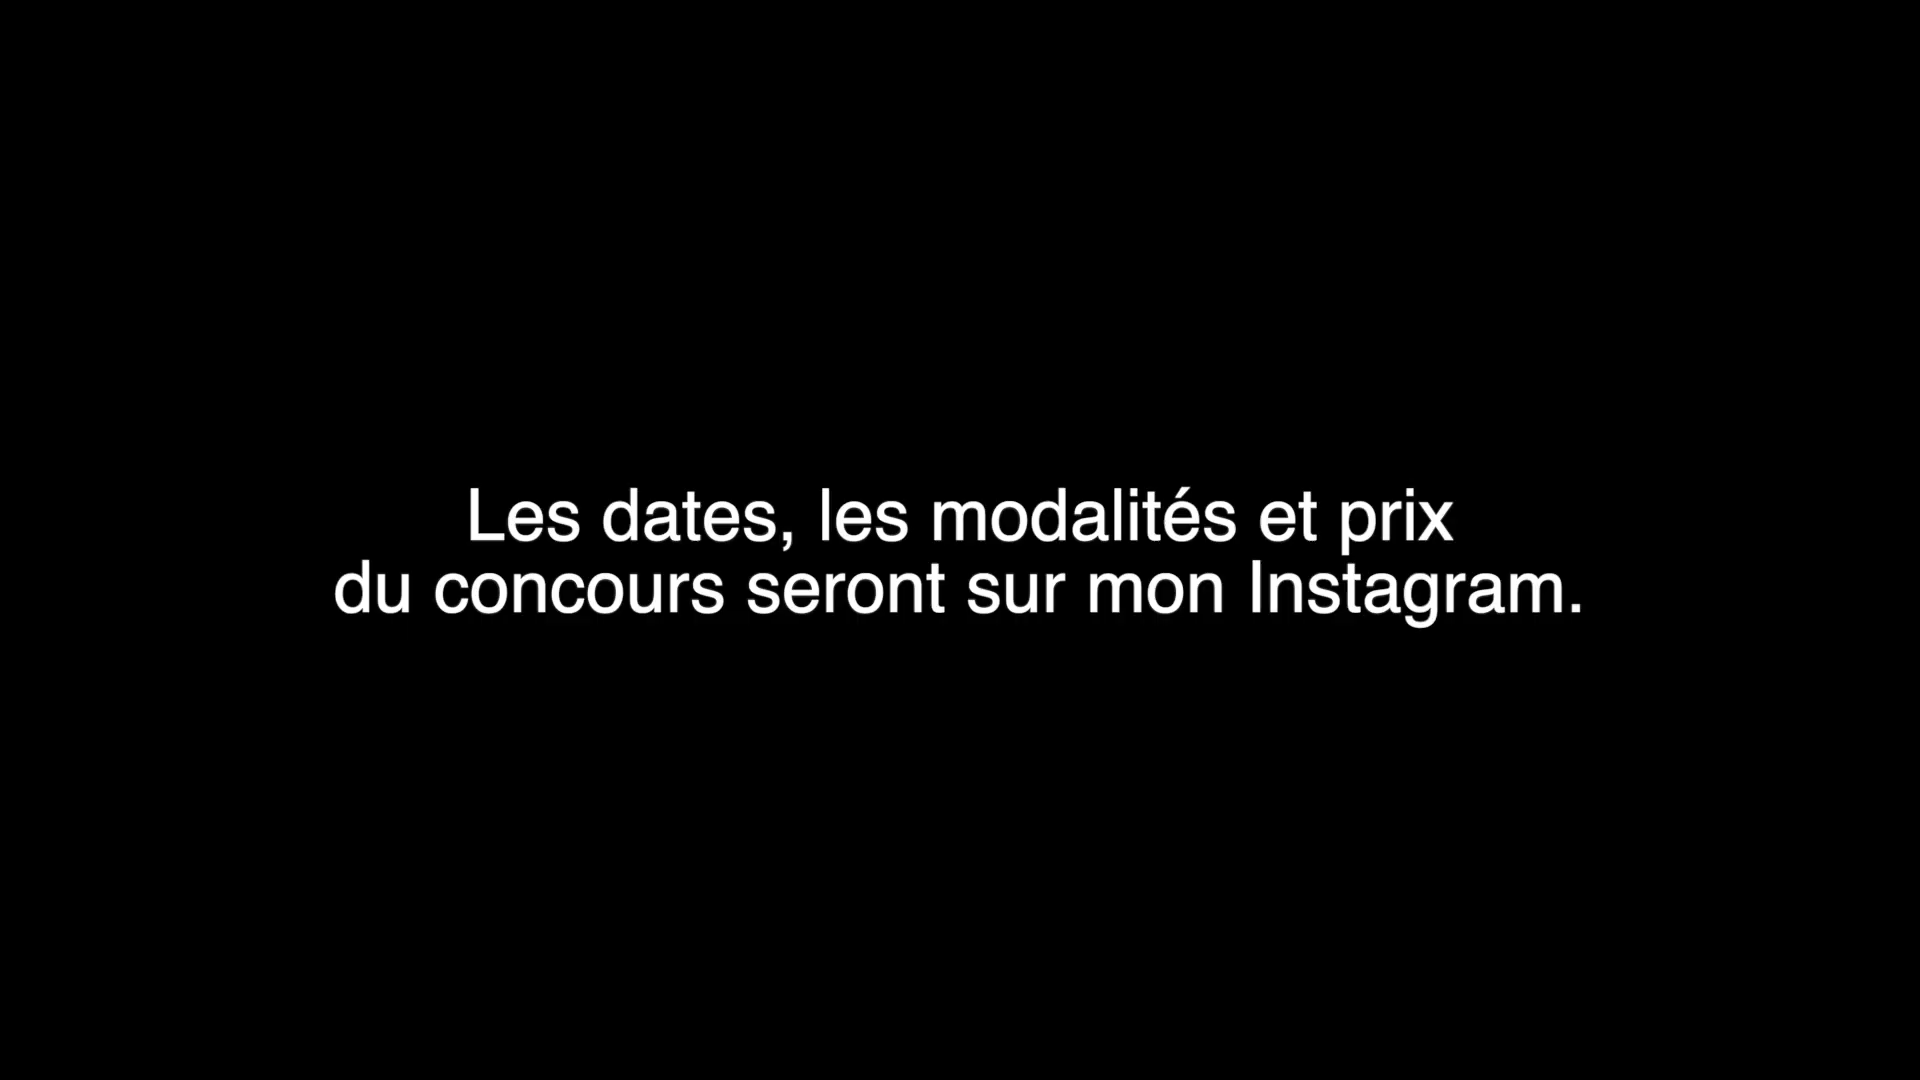 Les dates, les modalités et prix
du concours seront sur mon Instagram.